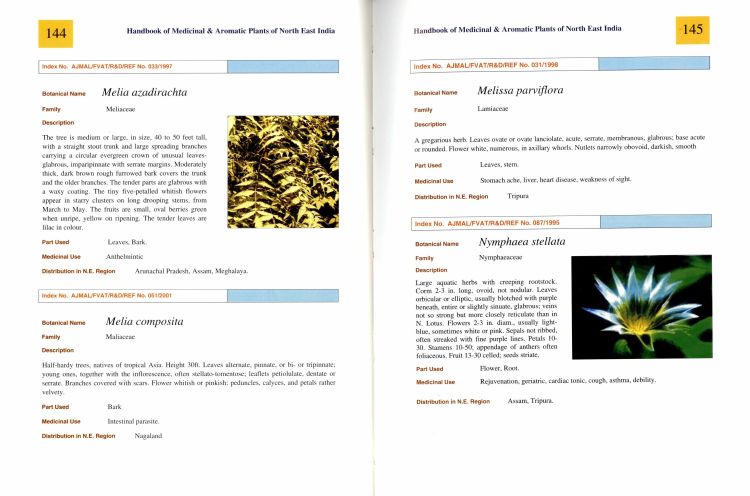 144
Handbook of Medicinal & Aromatic Plants of North East India
Index No. AJMAL/FVAT/R&D/REF No. 033/1997
Botanical Name Melia azadirachta
Family Meliaceae
Description
The tree is medium or large, in size, 40 to 50 feet tall,
with a straight stout trunk and large spreading branches
carrying a circular evergreen crown of unusual leaves-
glabrous, imparipinnate with serrate margins. Moderately
thick, dark brown rough furrowed bark covers the trunk
and the older branches. The tender parts are glabrous with
a waxy coating. The tiny five-petalled whitish flowers
appear in starry clusters on long drooping stems, from
March to May. The fruits are small, oval berries green
when unripe, yellow on ripening. The tender leaves are
lilac in colour.
Part Used Leaves, Bark.
Medicinal Use Anthelmintic
Distribution in N.E. Region Arunachal Pradesh, Assam, Meghalaya.
Index No. AJMAL/FVAT/R&D/REF No. 051/2001
Botanical Name Melia composita
Family Maliaceae
Description
Half-hardy trees, natives of tropical Asia. Height 30ft. Leaves alternate, pinnate, or bi- or tripinnate;
young ones, together with the inflorescence, often stellato-tomentose; leaflets petiolulate, dentate or
serrate. Branches covered with scars. Flower whitish or pinkish; peduncles, calyces, and petals rather
velvety.
Part Used Bark
Medicinal Use Intestinal parasite.
Distribution in N.E. Region Nagaland
Handbook of Medicinal & Aromatic Plants of North East India
145
Index No. AJMAL/FVAT/R&D/REF No. 031/1998
Botanical Name Melissa parviflora
Family Lamiaceae
Description
A gregarious herb. Leaves ovate or ovate lanciolate, acute, serrate, membranous, glabrous; base acute
or rounded. Flower white, numerous, in axillary whorls. Nutlets narrowly obovoid, darkish, smooth
Part Used Leaves, stem.
Medicinal Use Stomach ache, liver, heart disease, weakness of sight.
Distribution in N.E. Region Tripura
Index No. AJMAL/FVAT/R&D/REF No. 087/1995
Botanical Name Nymphaea stellata
Family Nymphaeaceae
Description
Large aquatic herbs with creeping rootstock.
Corm 2-3 in. long, ovoid, not nodular. Leaves
orbicular or elliptic, usually blotched with purple
beneath, entire or slightly sinuate, glabrous; veins
not so strong but more closely reticulate than in
N. Lotus. Flowers 2-3 in. diam., usually light-
blue, sometimes white or pink. Sepals not ribbed,
often streaked with fine purple lines. Petals 10-
30. Stamens 10-50; appendage of anthers often
foliaceous. Fruit 13-30 celled; seeds striate.
Part Used Flower, Root.
Medicinal Use Rejuvenation, geriatric, cardiac tonic, cough, asthma, debility.
Distribution in N.E. Region Assam, Tripura.